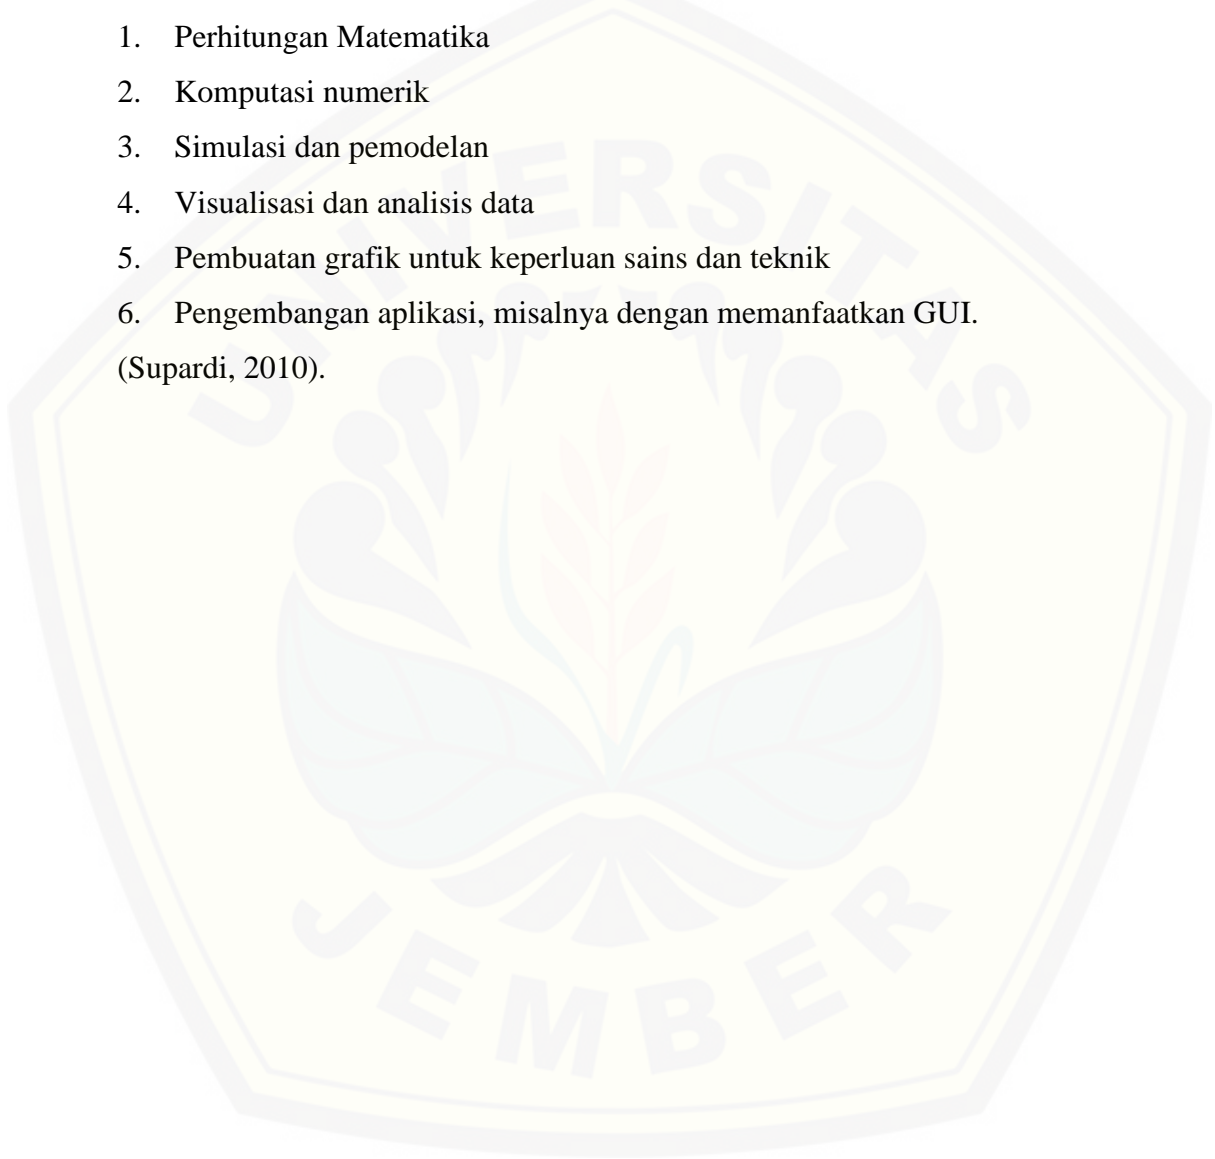 1. Perhitungan Matematika
2. Komputasi numerik
3. Simulasi dan pemodelan
4. Visualisasi dan analisis data
5. Pembuatan grafik untuk keperluan sains dan teknik
6. Pengembangan aplikasi, misalnya dengan memanfaatkan GUI.
(Supardi, 2010).
UNIVERSITAS
JEMBER